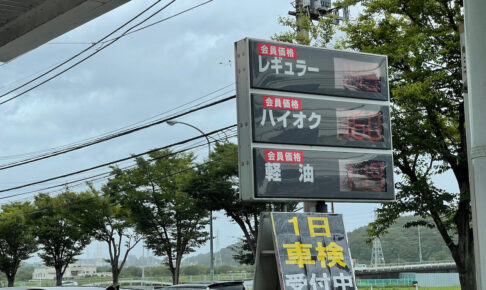 会員価格
レギュラー
会員価格
ハイオク
会員価格
軽油
1日
車検
受付中